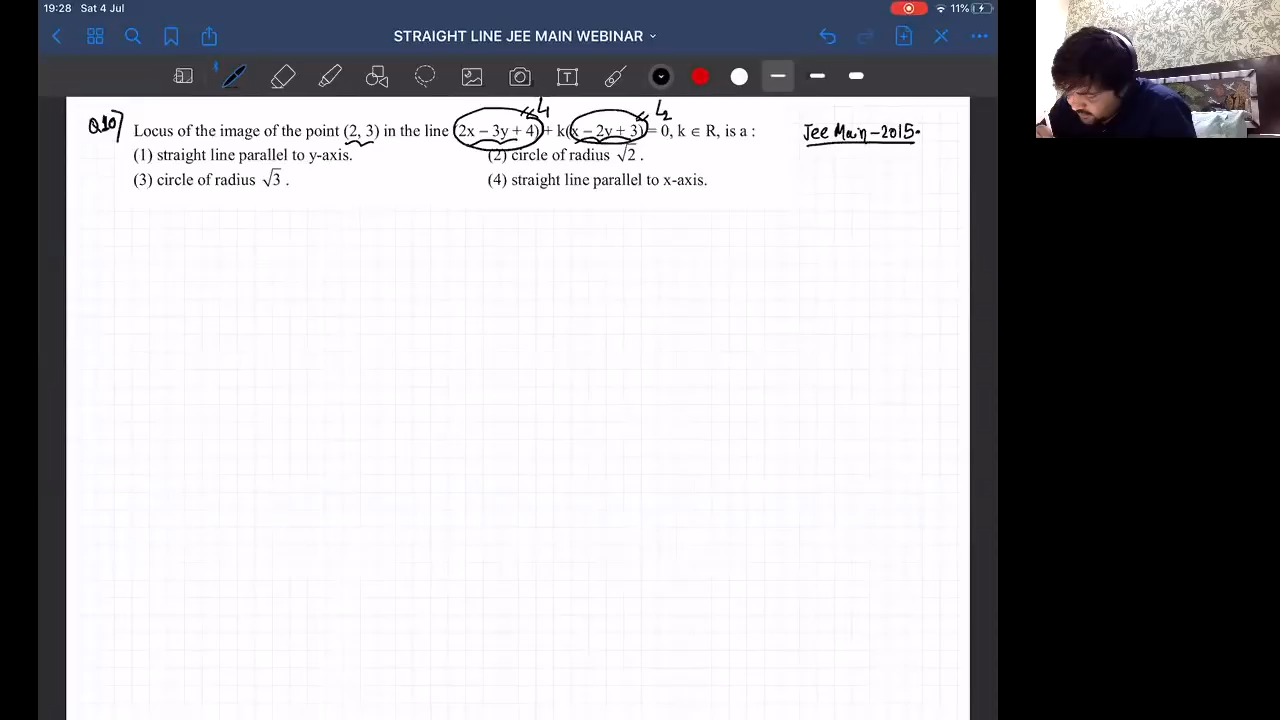 19:28 Sat 4 Jul 11%
STRAIGHT LINE JEE MAIN WEBINAR
L₁ L₂
Q20) Locus of the image of the point (2, 3) in the line (2x – 3y + 4) + k(x – 2y + 3) = 0, k ∈ R, is a : Jee Main-2015.
(1) straight line parallel to y-axis. (2) circle of radius √2 .
(3) circle of radius √3 . (4) straight line parallel to x-axis.